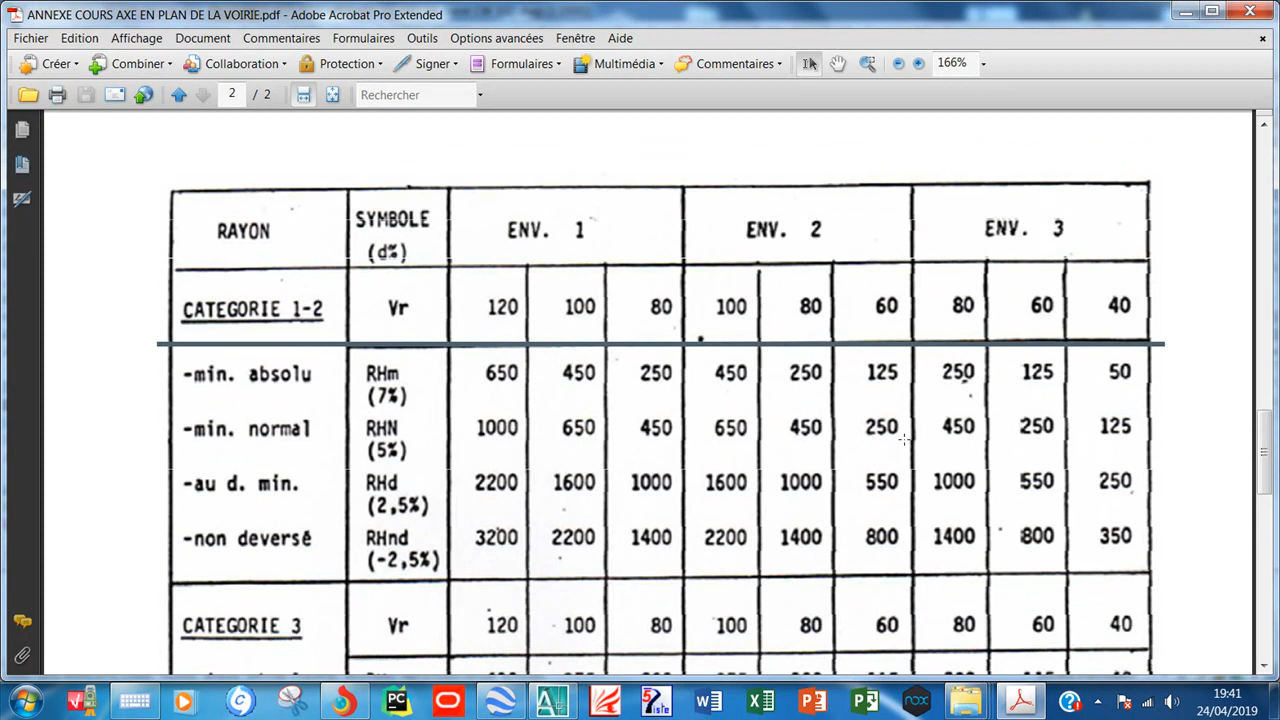 ANNEXE COURS AXE EN PLAN DE LA VOIRIE.pdf - Adobe Acrobat Pro Extended
Fichier Edition Affichage Document Commentaires Formulaires Outils Options avancées Fenêtre Aide
Créer Combiner Collaboration Protection Signer Formulaires Multimédia Commentaires 166%
2 / 2 Rechercher
RAYON SYMBOLE (d%) ENV. 1 ENV. 2 ENV. 3
CATEGORIE 1-2 Vr 120 100 80 100 80 60 80 60 40
-min. absolu RHm 650 450 250 450 250 125 250 125 50
(7%)
-min. normal RHN 1000 650 450 650 450 250 450 250 125
(5%)
-au d. min. RHd 2200 1600 1000 1600 1000 550 1000 550 250
(2,5%)
-non deversé RHnd 3200 2200 1400 2200 1400 800 1400 800 350
(-2,5%)
CATEGORIE 3 Vr 120 100 80 100 80 60 80 60 40
19:41
24/04/2019